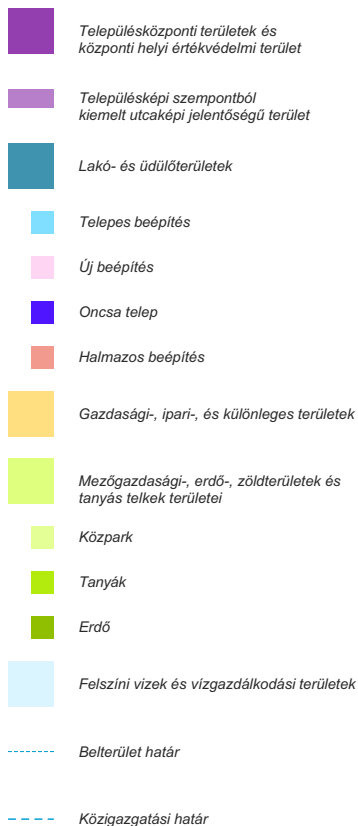 Településközponti területek és
központi helyi értékvédelmi terület
Településképi szempontból
kiemelt utcaképi jelentőségű terület
Lakó- és üdülőterületek
Telepes beépítés
Új beépítés
Oncsa telep
Halmazos beépítés
Gazdasági-, ipari-, és különleges területek
Mezőgazdasági-, erdő-, zöldterületek és
tanyás telkek területei
Közpark
Tanyák
Erdő
Felszíni vizek és vízgazdálkodási területek
Belterület határ
Közigazgatási határ